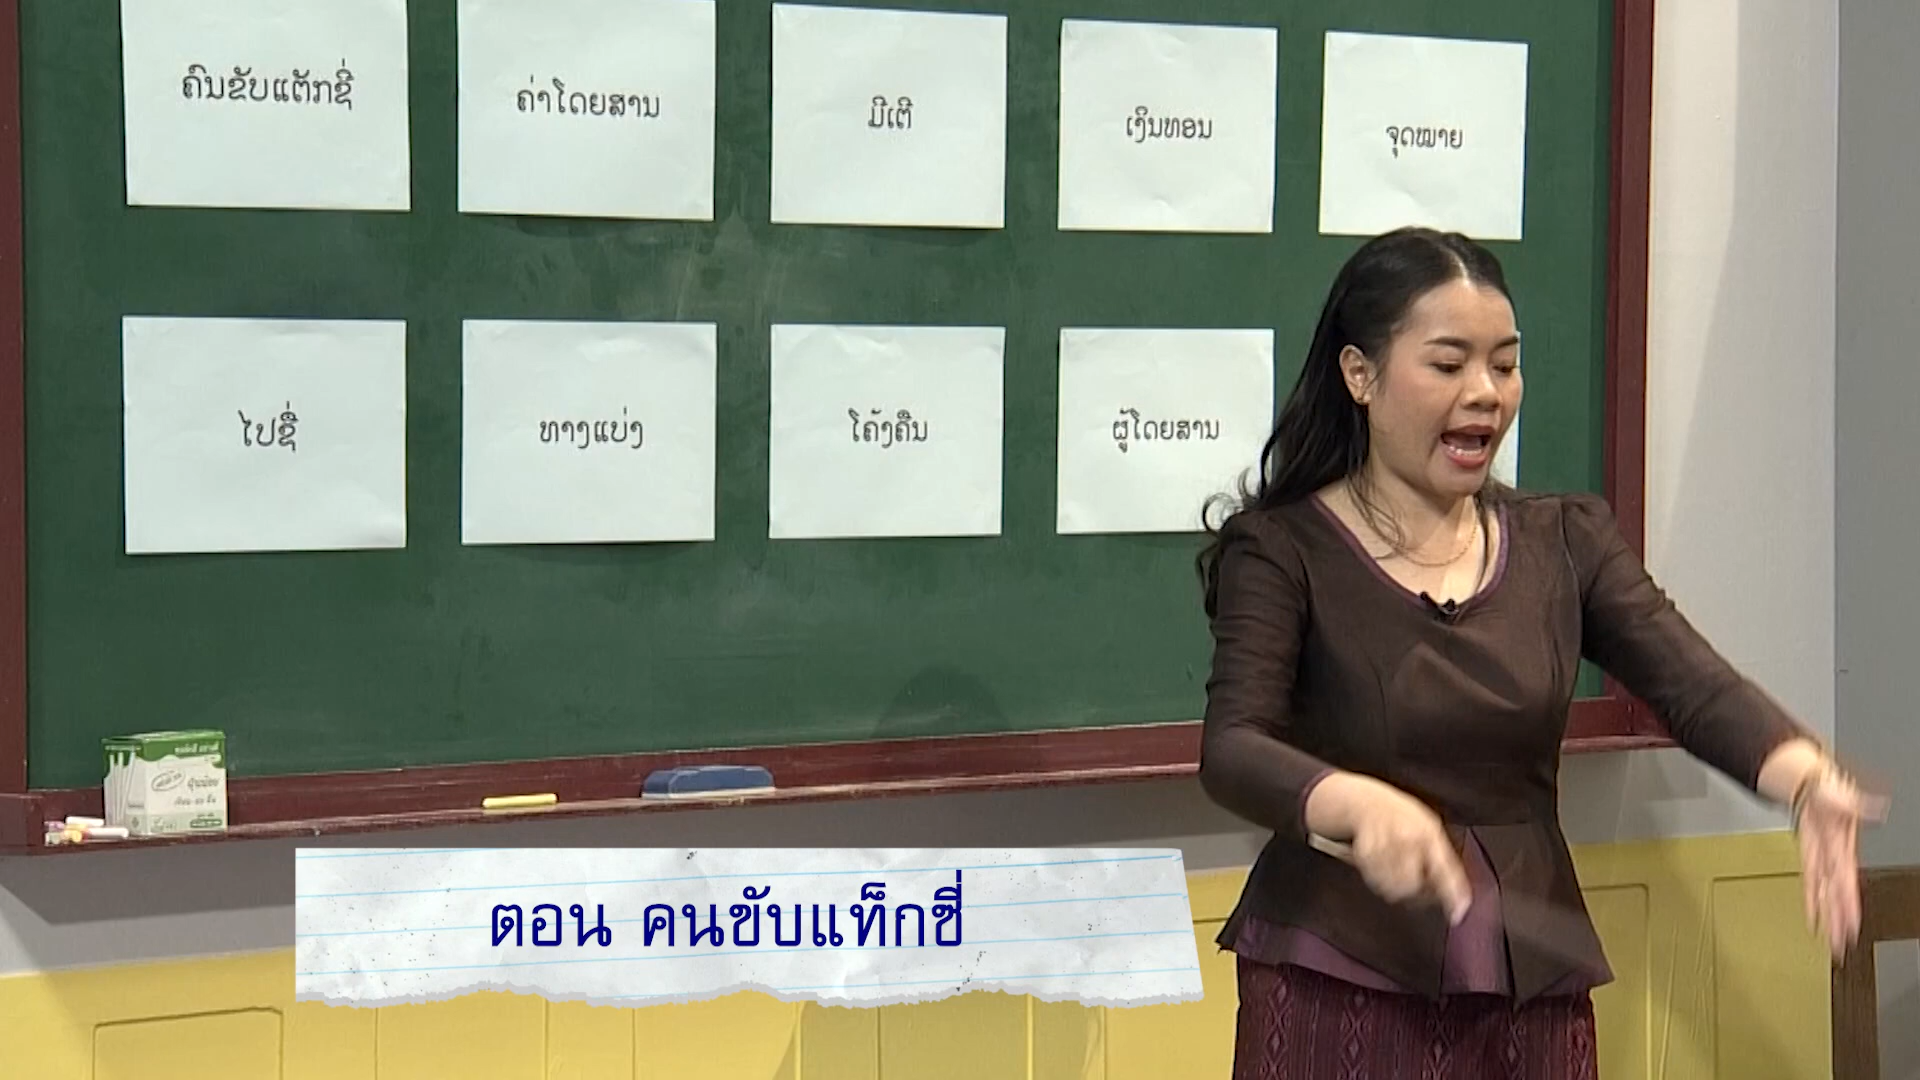 ຄົນຂັບແຕັກຊີ່
ຄ່າໂດຍສານ
ມີເຕີ
ເງິນທອນ
ຈຸດໝາຍ
ໄປຊື່
ທາງແບ່ງ
ໂຄ້ງຄືນ
ຜູ້ໂດຍສານ
ตอน คนขับแท็กซี่